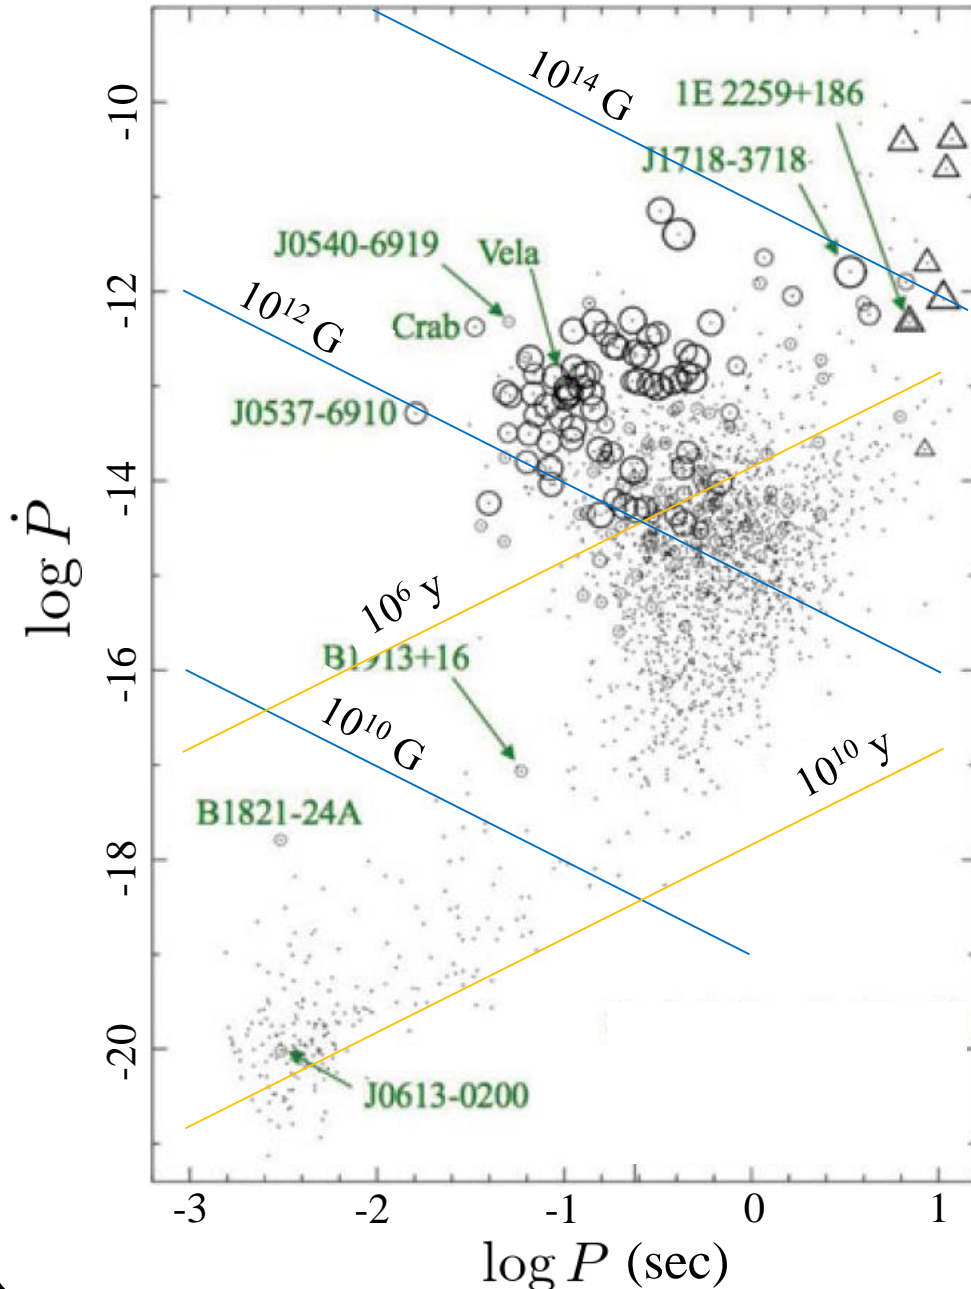 10¹⁴ G
1E 2259+186
-10
J1718-3718
J0540-6919
Vela
-12
10¹² G
Crab
J0537-6910
-14
log Ṗ
10⁶ y
B1913+16
-16
10¹⁰ G
10¹⁰ y
B1821-24A
-18
-20
J0613-0200
-3 -2 -1 0 1
log P (sec)